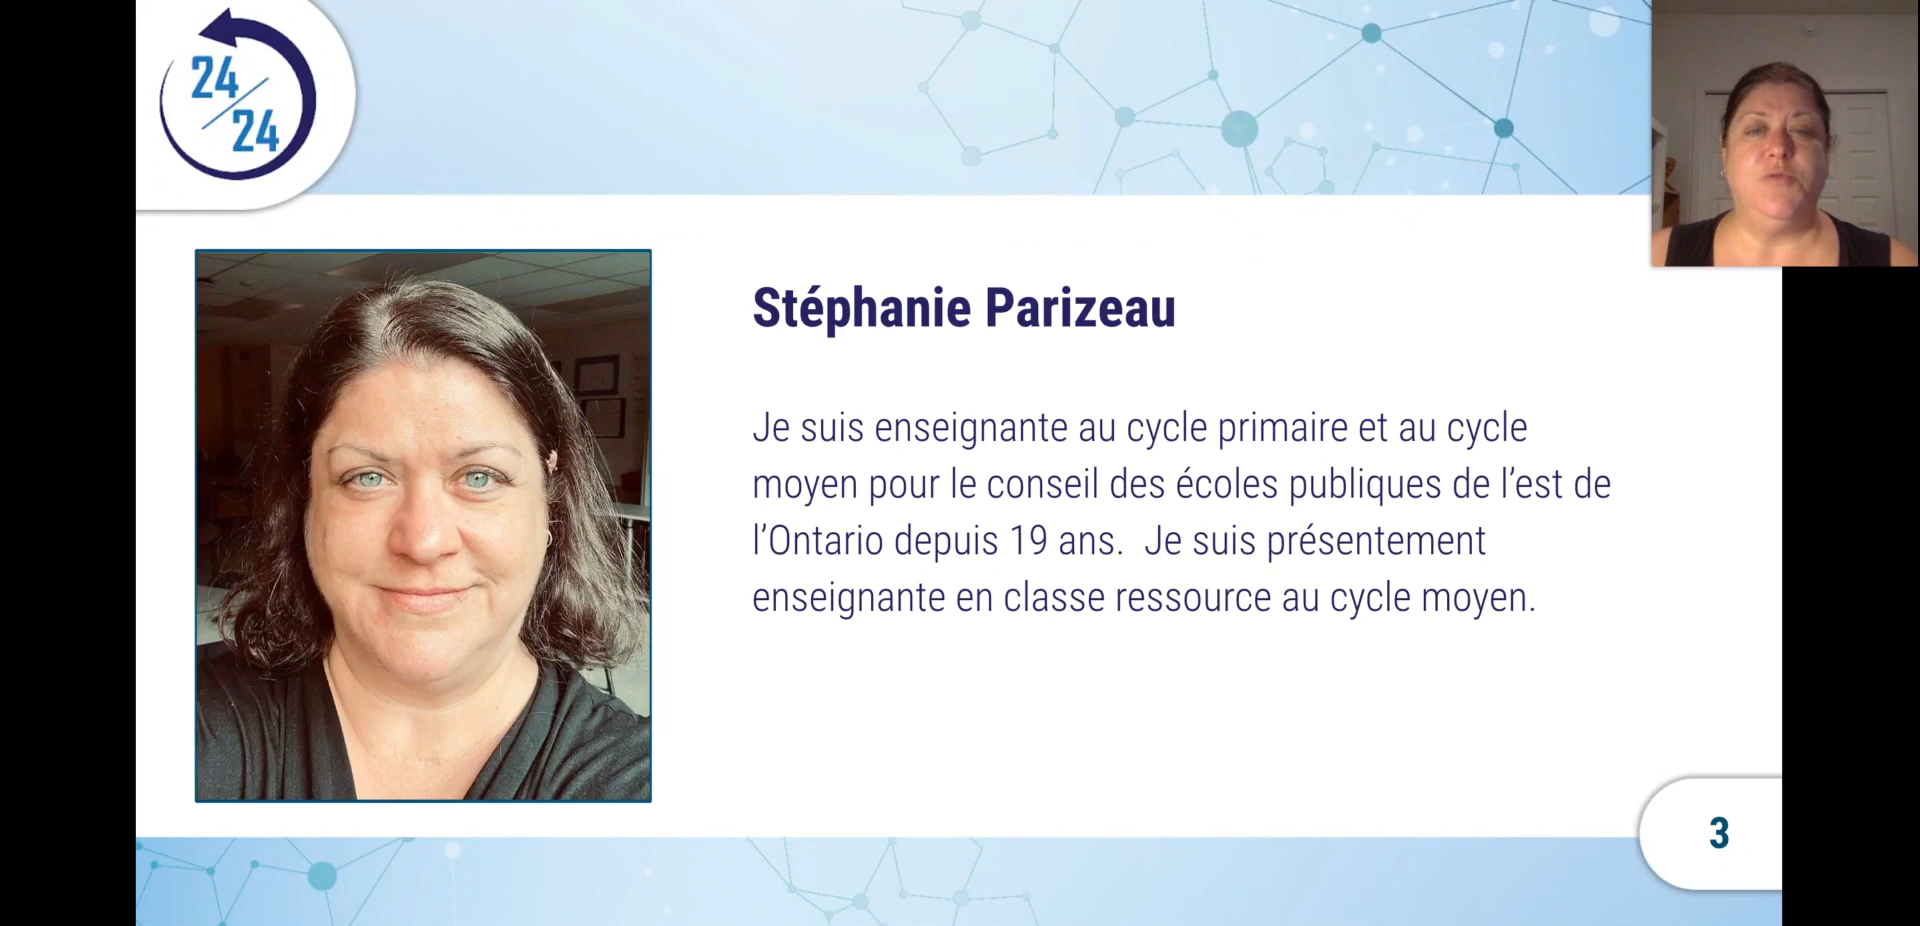 24/24
Stéphanie Parizeau
Je suis enseignante au cycle primaire et au cycle
moyen pour le conseil des écoles publiques de l’est de
l’Ontario depuis 19 ans.  Je suis présentement
enseignante en classe ressource au cycle moyen.
3